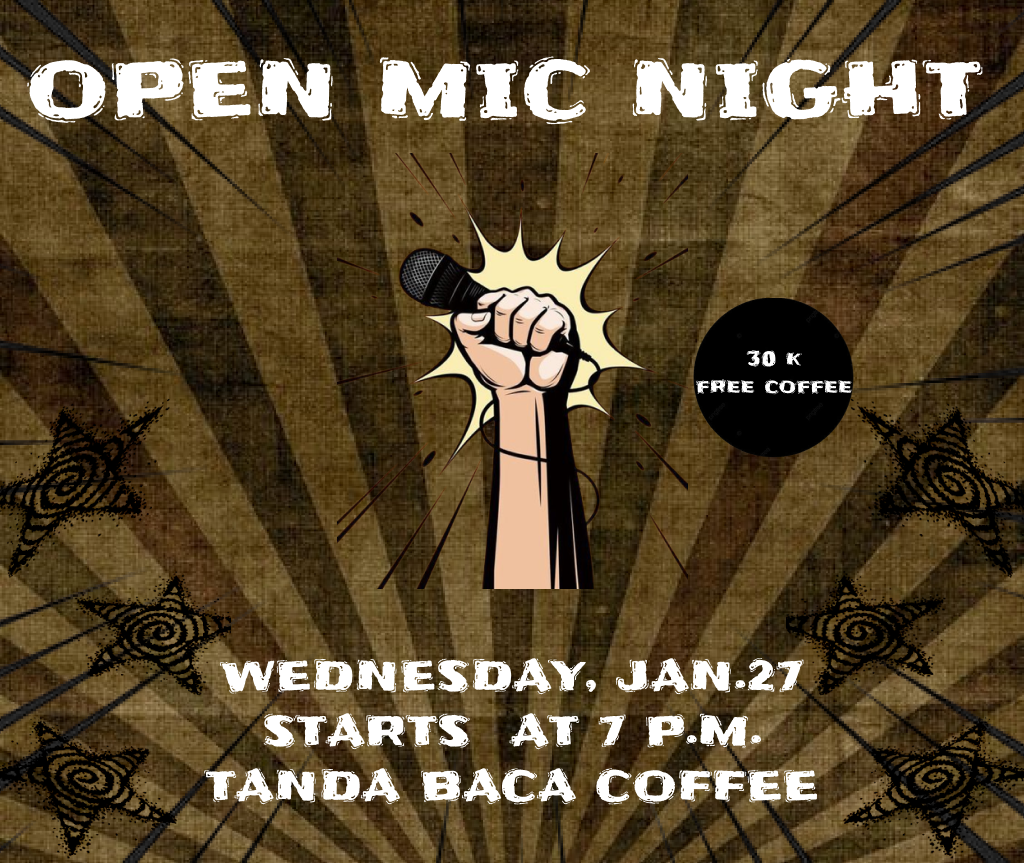 OPEN MIC NIGHT
30 K
FREE COFFEE
WEDNESDAY, JAN.27
STARTS AT 7 P.M.
TANDA BACA COFFEE